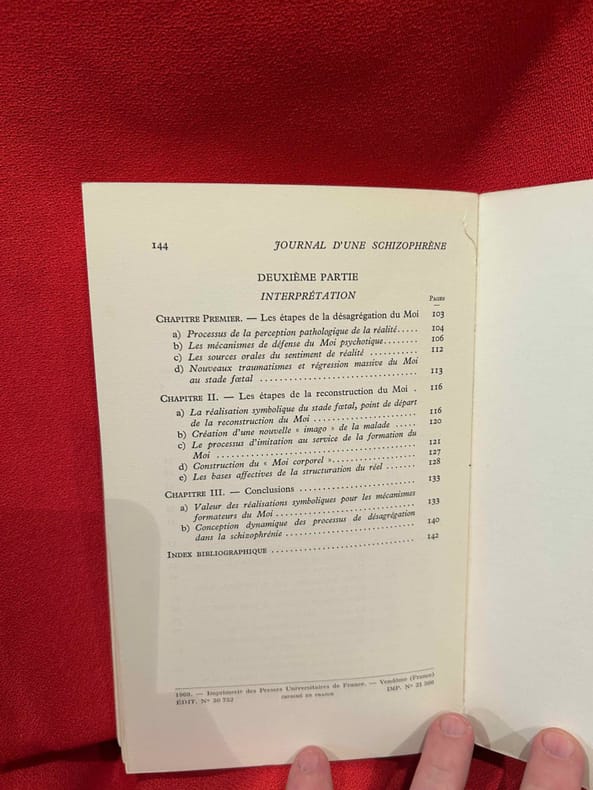 144 JOURNAL D'UNE SCHIZOPHRÈNE
DEUXIÈME PARTIE
INTERPRÉTATION
Pages
CHAPITRE PREMIER. — Les étapes de la désagrégation du Moi 103
a) Processus de la perception pathologique de la réalité..... 104
b) Les mécanismes de défense du Moi psychotique........ 106
c) Les sources orales du sentiment de réalité ........... 112
d) Nouveaux traumatismes et régression massive du Moi
au stade fœtal .................................... 113
CHAPITRE II. — Les étapes de la reconstruction du Moi . 116
a) La réalisation symbolique du stade fœtal, point de départ
de la reconstruction du Moi ....................... 116
b) Création d'une nouvelle « imago » de la malade ..... 120
c) Le processus d'imitation au service de la formation du
Moi ............................................. 121
d) Construction du « Moi corporel ».................. 127
e) Les bases affectives de la structuration du réel ...... 128
CHAPITRE III. — Conclusions ........................... 133
a) Valeur des réalisations symboliques pour les mécanismes
formateurs du Moi ................................ 133
b) Conception dynamique des processus de désagrégation
dans la schizophrénie ............................. 140
INDEX BIBLIOGRAPHIQUE ................................ 142
1969. — Imprimerie des Presses Universitaires de France. — Vendôme (France)
ÉDIT. N° 30 752 IMPRIMÉ EN FRANCE IMP. N° 21 506